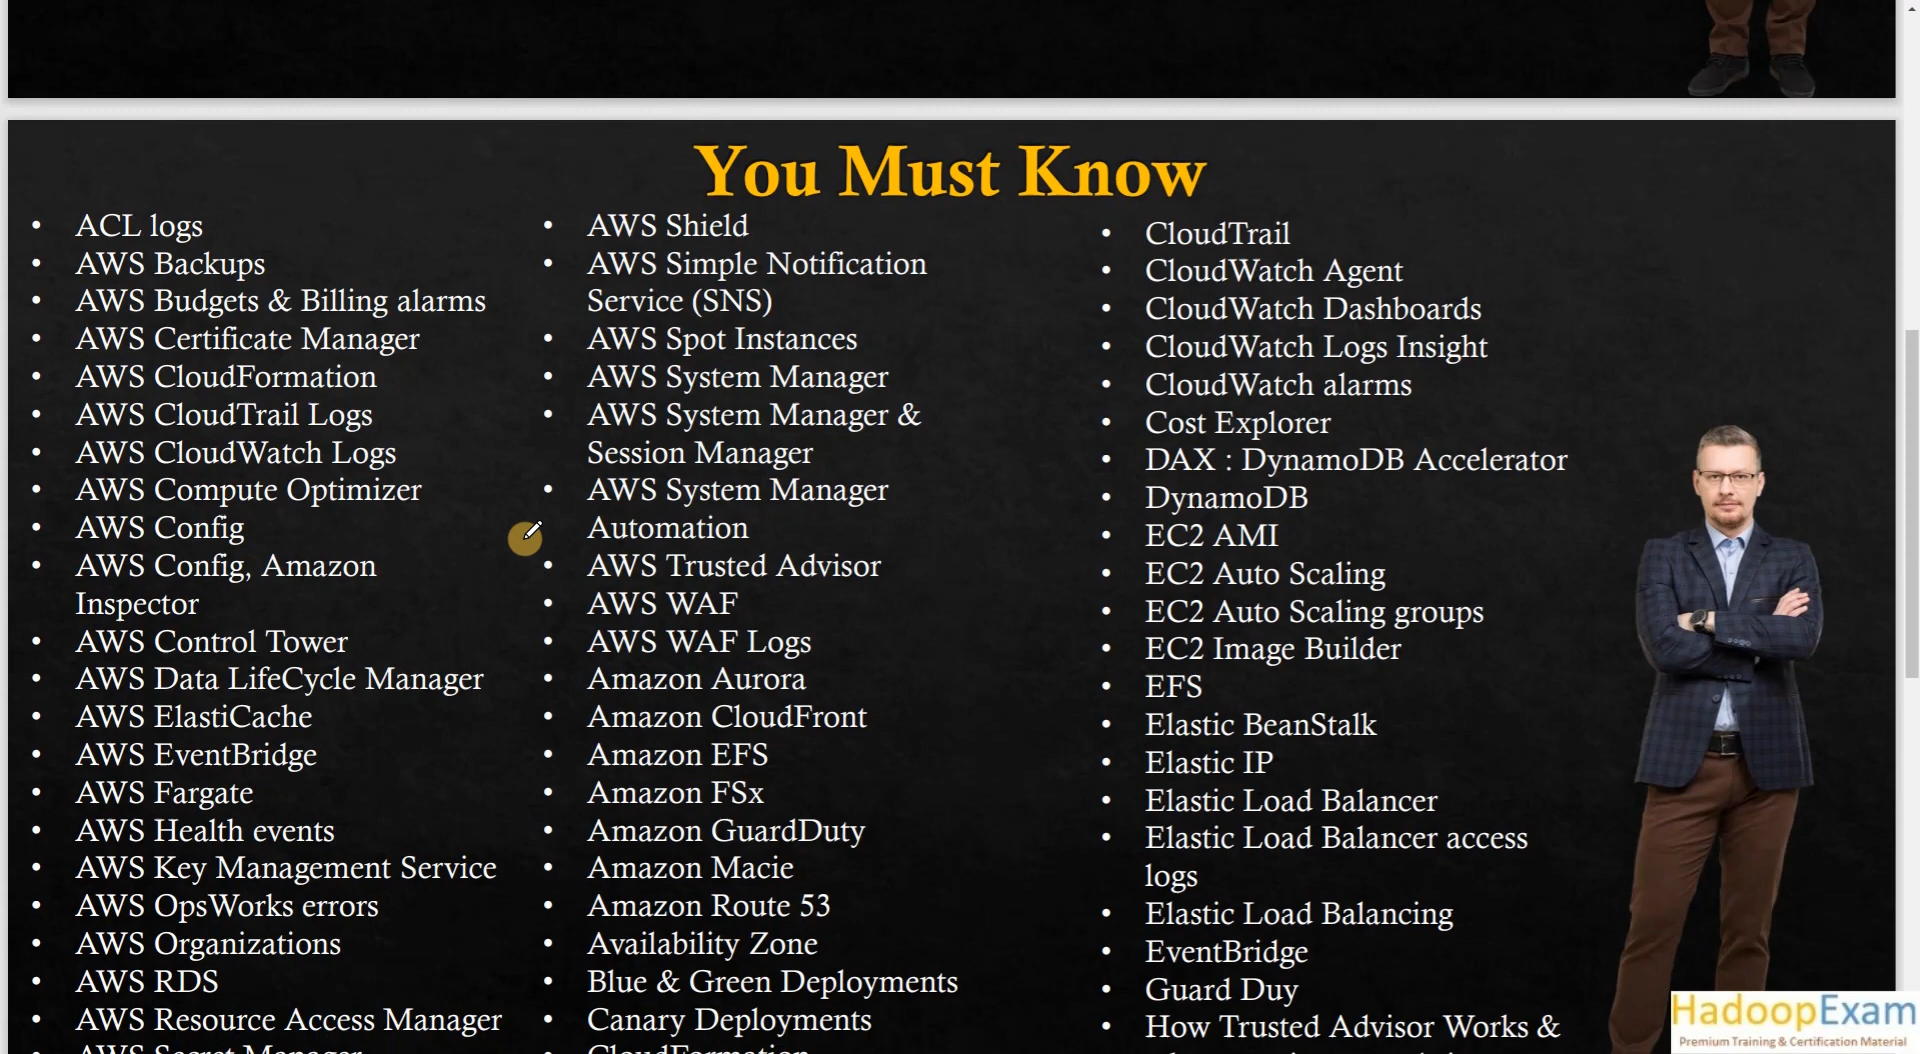 You Must Know
• ACL logs
• AWS Backups
• AWS Budgets & Billing alarms
• AWS Certificate Manager
• AWS CloudFormation
• AWS CloudTrail Logs
• AWS CloudWatch Logs
• AWS Compute Optimizer
• AWS Config
• AWS Config, Amazon
Inspector
• AWS Control Tower
• AWS Data LifeCycle Manager
• AWS ElastiCache
• AWS EventBridge
• AWS Fargate
• AWS Health events
• AWS Key Management Service
• AWS OpsWorks errors
• AWS Organizations
• AWS RDS
• AWS Resource Access Manager
AWS Secret Manager
• AWS Shield
• AWS Simple Notification
Service (SNS)
• AWS Spot Instances
• AWS System Manager
• AWS System Manager &
Session Manager
• AWS System Manager
Automation
• AWS Trusted Advisor
• AWS WAF
• AWS WAF Logs
• Amazon Aurora
• Amazon CloudFront
• Amazon EFS
• Amazon FSx
• Amazon GuardDuty
• Amazon Macie
• Amazon Route 53
• Availability Zone
• Blue & Green Deployments
• Canary Deployments
CloudFormation
• CloudTrail
• CloudWatch Agent
• CloudWatch Dashboards
• CloudWatch Logs Insight
• CloudWatch alarms
• Cost Explorer
• DAX : DynamoDB Accelerator
• DynamoDB
• EC2 AMI
• EC2 Auto Scaling
• EC2 Auto Scaling groups
• EC2 Image Builder
• EFS
• Elastic BeanStalk
• Elastic IP
• Elastic Load Balancer
• Elastic Load Balancer access
logs
• Elastic Load Balancing
• EventBridge
• Guard Duy
• How Trusted Advisor Works &
HadoopExam
Premium Training & Certification Material